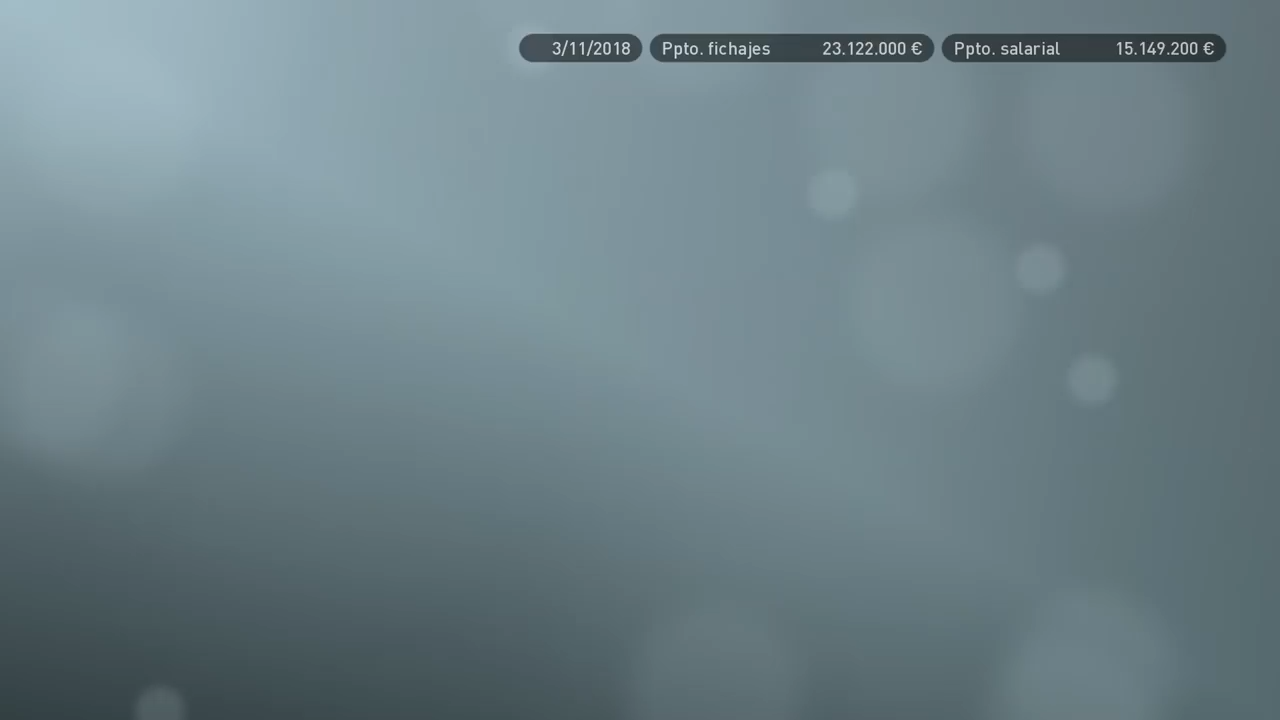 3/11/2018 Ppto. fichajes 23.122.000 € Ppto. salarial 15.149.200 €